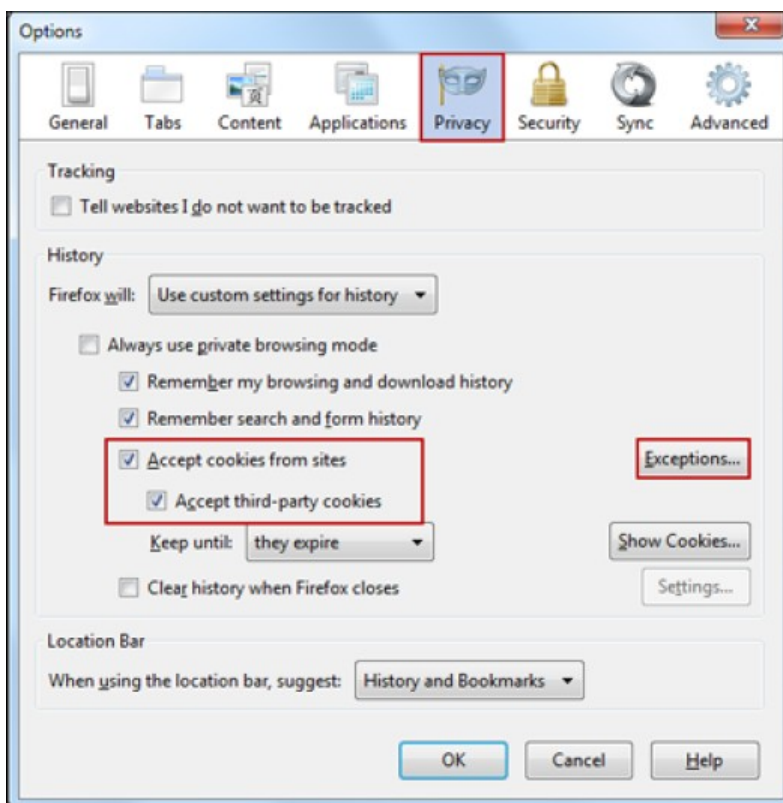 Options
General Tabs Content Applications Privacy Security Sync Advanced
Tracking
Tell websites I do not want to be tracked
History
Firefox will: Use custom settings for history
Always use private browsing mode
Remember my browsing and download history
Remember search and form history
Accept cookies from sites Exceptions...
Accept third-party cookies
Keep until: they expire Show Cookies...
Clear history when Firefox closes Settings...
Location Bar
When using the location bar, suggest: History and Bookmarks
OK Cancel Help